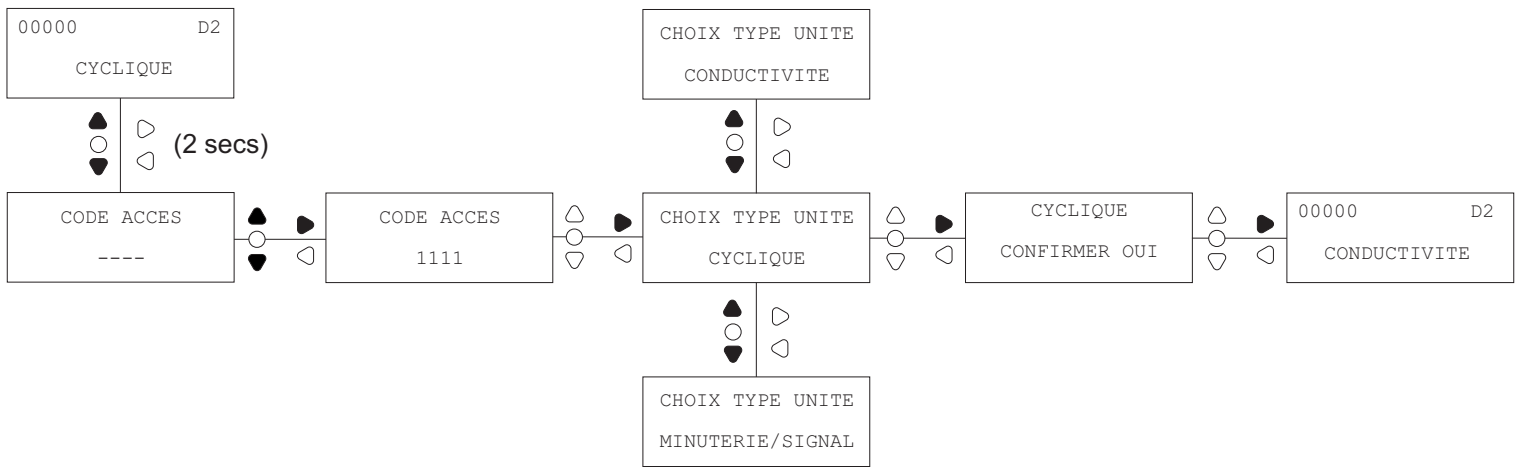 00000 D2
CYCLIQUE
(2 secs)
CODE ACCES
----
CODE ACCES
1111
CHOIX TYPE UNITE
CONDUCTIVITE
CHOIX TYPE UNITE
CYCLIQUE
CHOIX TYPE UNITE
MINUTERIE/SIGNAL
CYCLIQUE
CONFIRMER OUI
00000 D2
CONDUCTIVITE